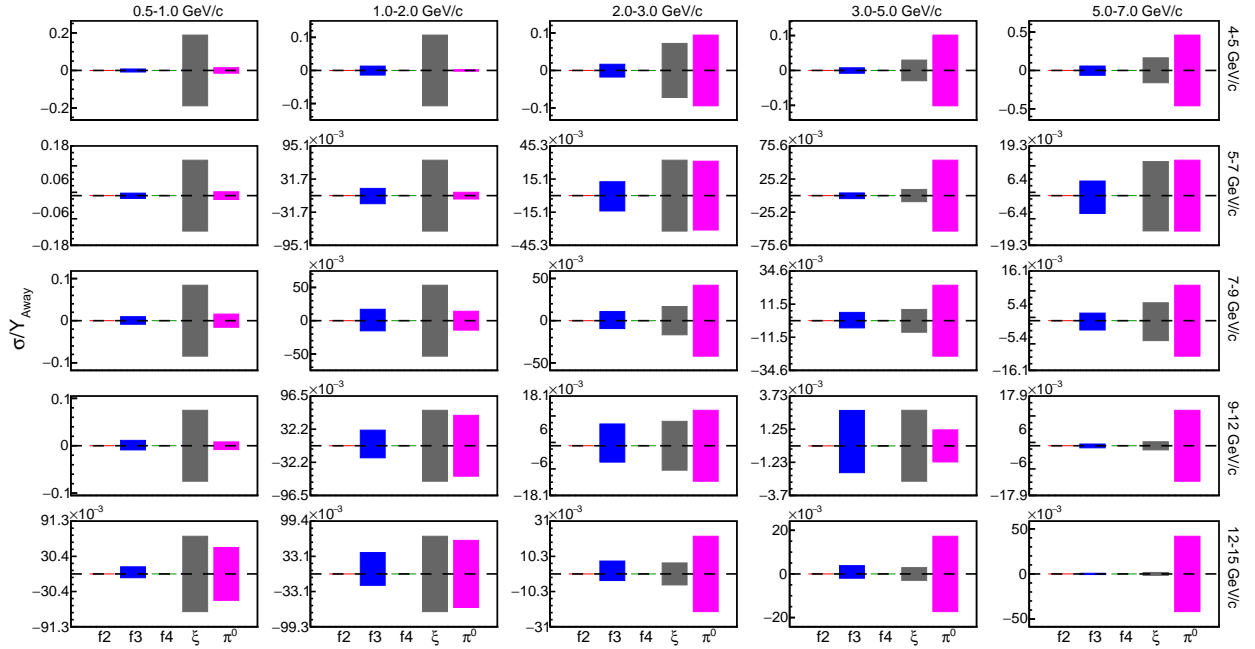 0.5-1.0 GeV/c 1.0-2.0 GeV/c 2.0-3.0 GeV/c 3.0-5.0 GeV/c 5.0-7.0 GeV/c
0.2 0.1 0.1 0.1 0.5
0 0 0 0 0
−0.2 −0.1 −0.1 −0.1 −0.5
4-5 GeV/c
×10⁻³ ×10⁻³ ×10⁻³ ×10⁻³
0.18 95.1 45.3 75.6 19.3
0.06 31.7 15.1 25.2 6.4
−0.06 −31.7 −15.1 −25.2 −6.4
−0.18 −95.1 −45.3 −75.6 −19.3
5-7 GeV/c
σ/Y_Away
×10⁻³ ×10⁻³ ×10⁻³ ×10⁻³
0.1 50 50 34.6 16.1
11.5 5.4
0 0 0
−11.5 −5.4
−0.1 −50 −50 −34.6 −16.1
7-9 GeV/c
×10⁻³ ×10⁻³ ×10⁻³ ×10⁻³
0.1 96.5 18.1 3.73 17.9
32.2 6 1.25 6
0
−32.2 −6 −1.23 −6
−0.1 −96.5 −18.1 −3.7 −17.9
9-12 GeV/c
×10⁻³ ×10⁻³ ×10⁻³ ×10⁻³ ×10⁻³
91.3 99.4 31 20 50
30.4 33.1 10.3
0 0
−30.4 −33.1 −10.3
−91.3 −99.3 −31 −20 −50
12-15 GeV/c
f2 f3 f4 ξ π⁰ f2 f3 f4 ξ π⁰ f2 f3 f4 ξ π⁰ f2 f3 f4 ξ π⁰ f2 f3 f4 ξ π⁰